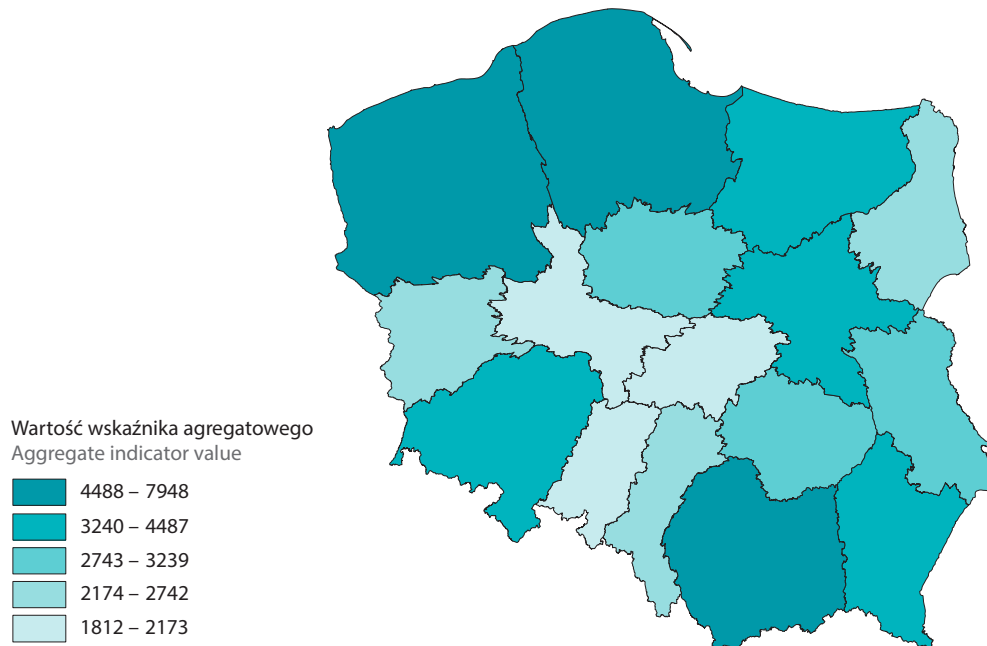 Wartość wskaźnika agregatowego
Aggregate indicator value
4488 – 7948
3240 – 4487
2743 – 3239
2174 – 2742
1812 – 2173